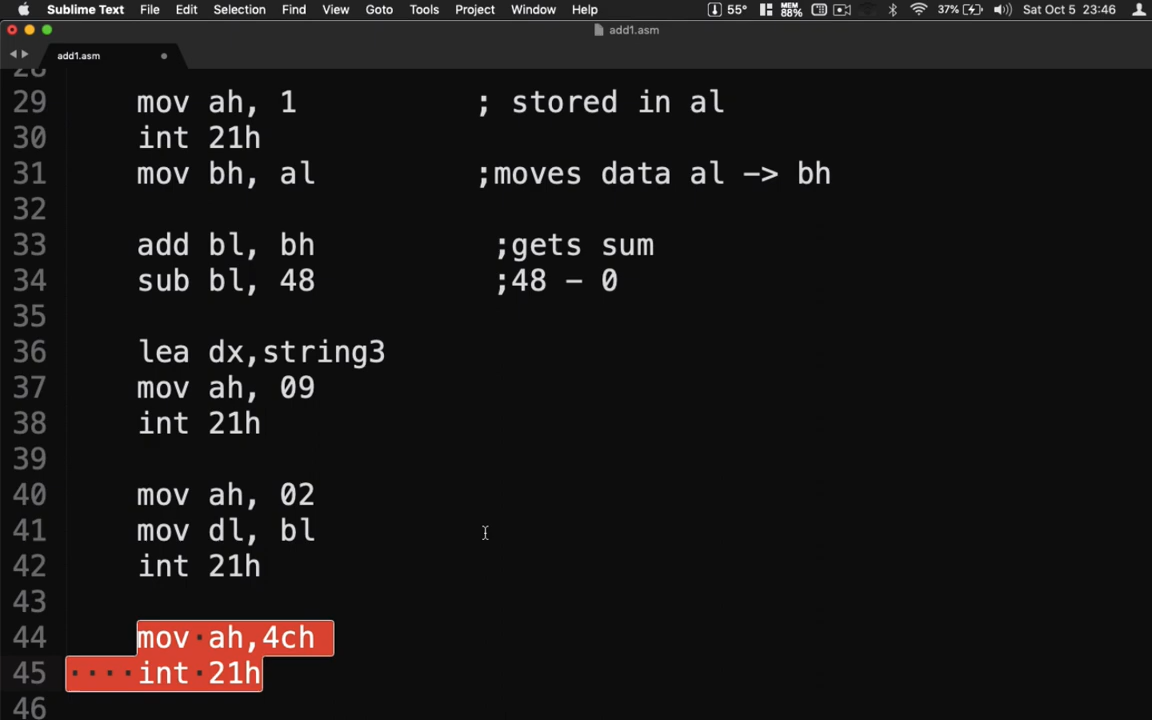 Sublime Text File Edit Selection Find View Goto Tools Project Window Help 55° MEM 88% 37% Sat Oct 5 23:46
add1.asm
add1.asm
28
29 mov ah, 1 ; stored in al
30 int 21h
31 mov bh, al ;moves data al —> bh
32
33 add bl, bh ;gets sum
34 sub bl, 48 ;48 – 0
35
36 lea dx,string3
37 mov ah, 09
38 int 21h
39
40 mov ah, 02
41 mov dl, bl
42 int 21h
43
44 mov·ah,4ch
45 ····int·21h
46